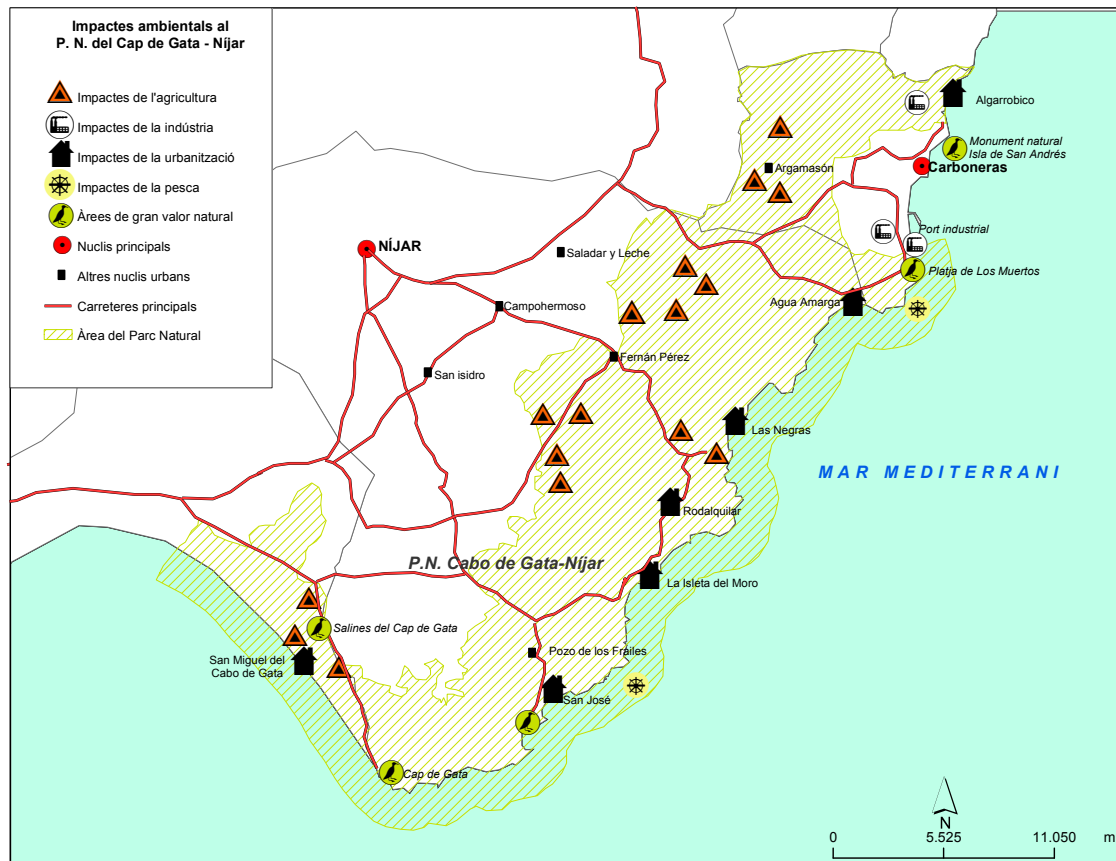 Impactes ambientals al
P. N. del Cap de Gata - Níjar
Impactes de l'agricultura
Impactes de la indústria
Impactes de la urbanització
Impactes de la pesca
Àrees de gran valor natural
Nuclis principals
Altres nuclis urbans
Carreteres principals
Àrea del Parc Natural
Algarrobico
Monument natural
Isla de San Andrés
Carboneras
Argamasón
Port industrial
NÍJAR
Saladar y Leche
Platja de Los Muertos
Agua Amarga
Campohermoso
Fernán Pérez
San isidro
Las Negras
MAR MEDITERRANI
Rodalquilar
P.N. Cabo de Gata-Níjar
La Isleta del Moro
Salines del Cap de Gata
San Miguel del
Cabo de Gata
Pozo de los Frailes
San José
Cap de Gata
N
0 5.525 11.050 m